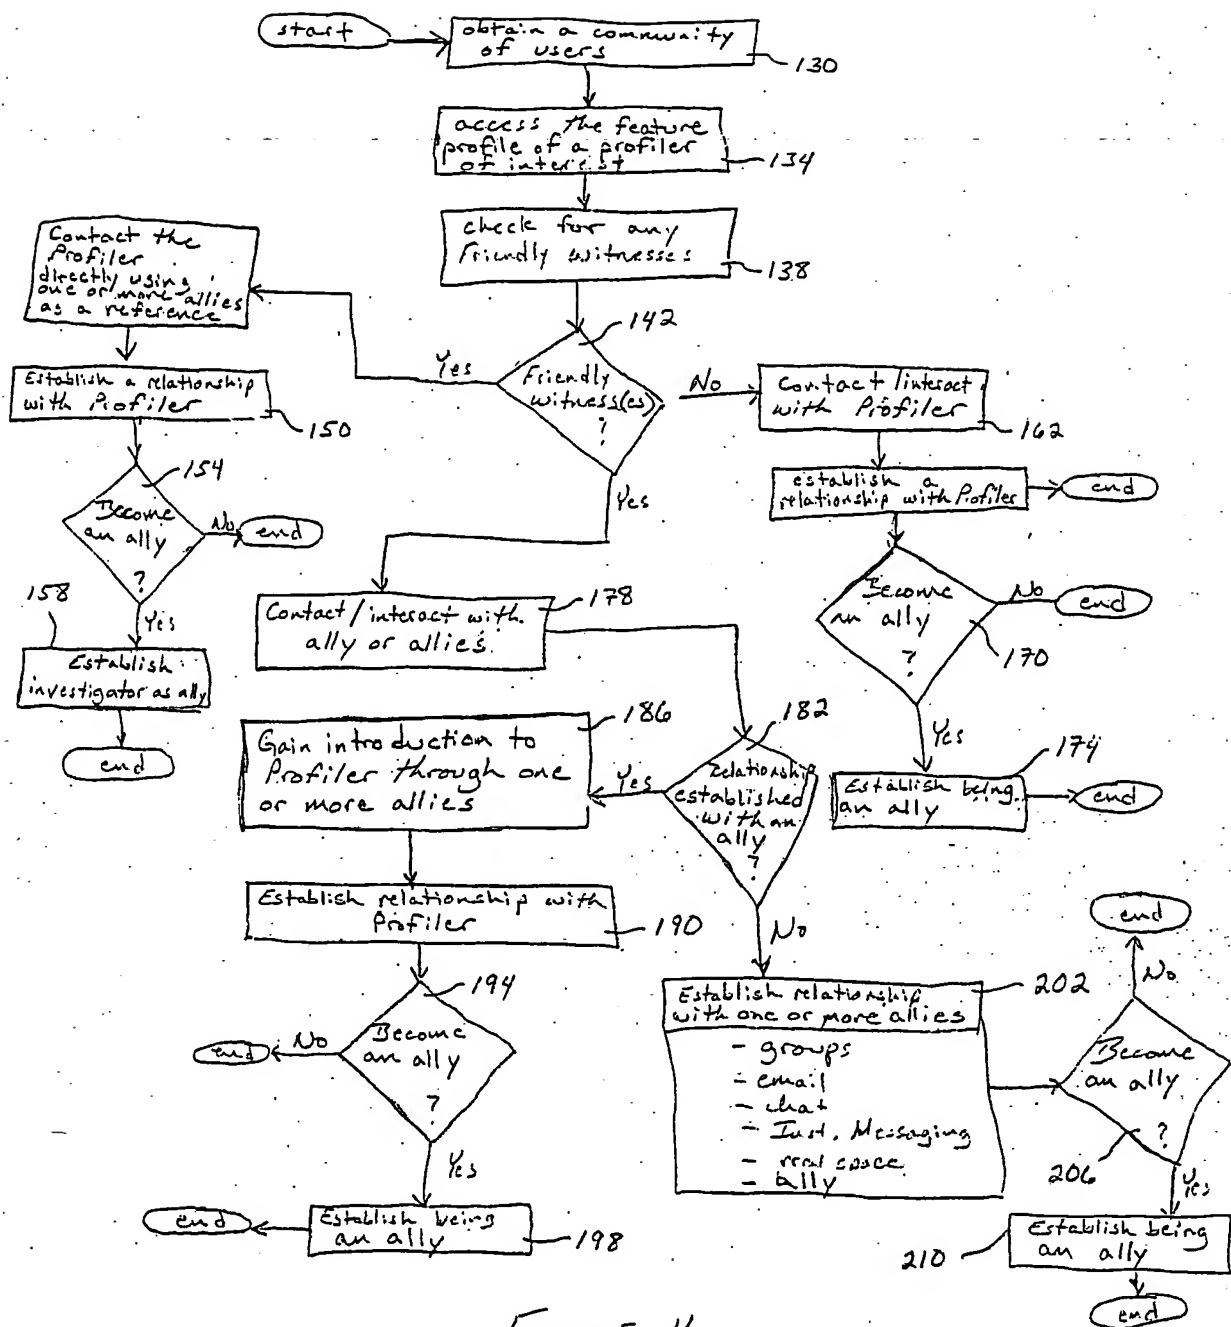 start
obtain a community
of users
130
access the feature
profile of a profiler
of interest
134
check for any
Friendly witnesses
138
142
Friendly
witness(es)
?
Yes
No
Yes
Contact the
Profiler
directly using
one or more allies
as a reference
Establish a relationship
with Profiler
150
154
Become
an ally
?
No
end
Yes
158
Establish
investigator as ally
end
Contact/interact
with Profiler
162
establish a
relationship with Profiler
end
Become
an ally
?
170
No
end
Yes
174
Establish being
an ally
end
Contact/interact with
ally or allies
178
182
Relationship
established
with an
ally
?
Yes
No
186
Gain introduction to
Profiler through one
or more allies
Establish relationship with
Profiler
190
194
Become
an ally
?
No
end
Yes
Establish being
an ally
198
end
202
Establish relationship
with one or more allies
- groups
- email
- chat
- Inst. Messaging
- real space
- ally
Become
an ally
?
206
No
end
Yes
210
Establish being
an ally
end